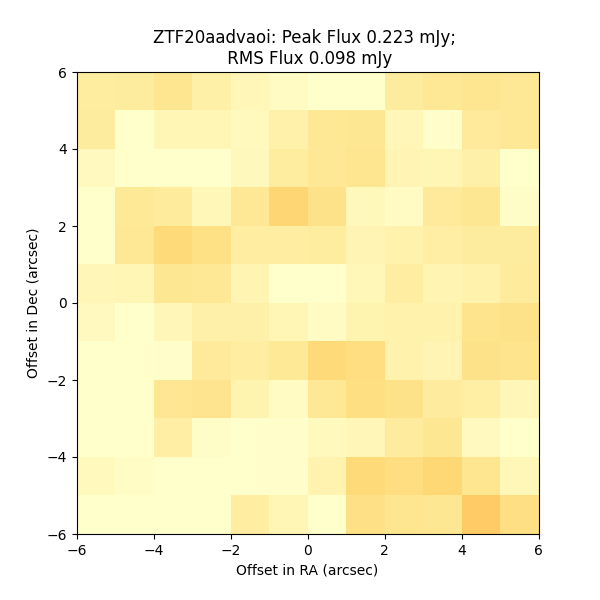 ZTF20aadvaoi: Peak Flux 0.223 mJy;
RMS Flux 0.098 mJy
6
4
2
0
−2
−4
−6
Offset in Dec (arcsec)
−6 −4 −2 0 2 4 6
Offset in RA (arcsec)